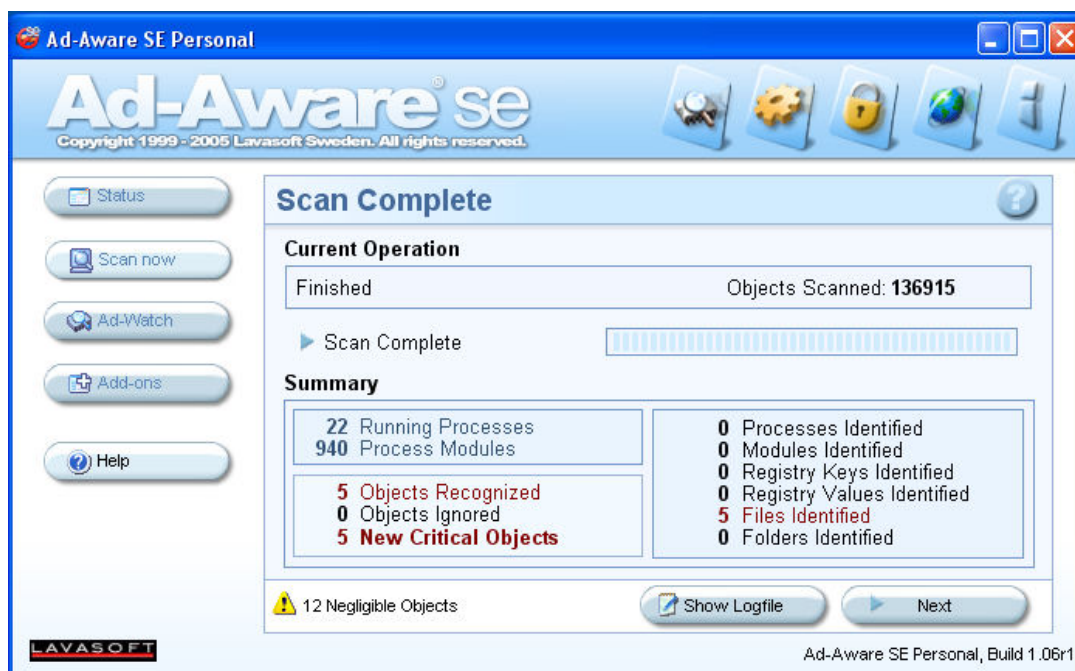 Ad-Aware SE Personal
Ad-Aware® se
Copyright 1999 - 2005 Lavasoft Sweden. All rights reserved.
Status
Scan now
Ad-Watch
Add-ons
Help
Scan Complete
?
Current Operation
Finished
Objects Scanned: 136915
Scan Complete
Summary
22 Running Processes
940 Process Modules
5 Objects Recognized
0 Objects Ignored
5 New Critical Objects
0 Processes Identified
0 Modules Identified
0 Registry Keys Identified
0 Registry Values Identified
5 Files Identified
0 Folders Identified
12 Negligible Objects
Show Logfile
Next
LAVASOFT
Ad-Aware SE Personal, Build 1.06r1